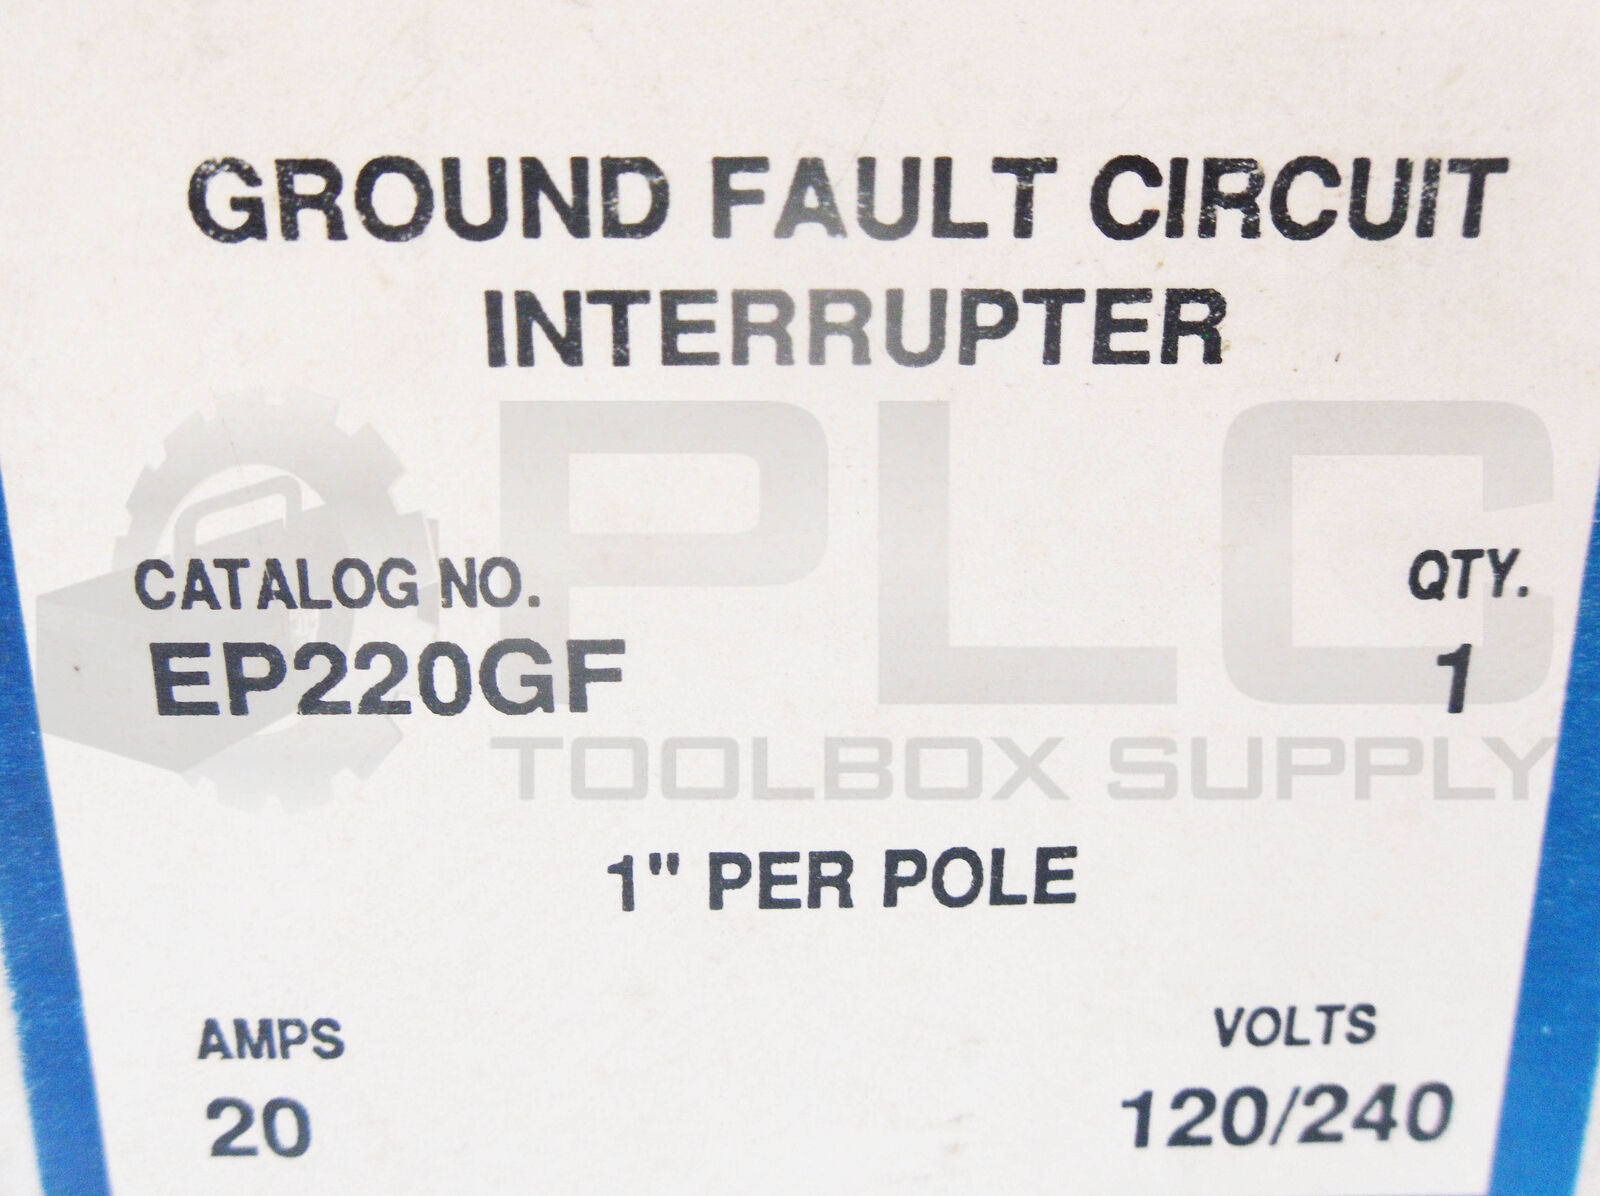 GROUND FAULT CIRCUIT
INTERRUPTER
PLC
CATALOG NO.
QTY.
EP220GF
1
TOOLBOX SUPPLY
1" PER POLE
AMPS
VOLTS
20
120/240